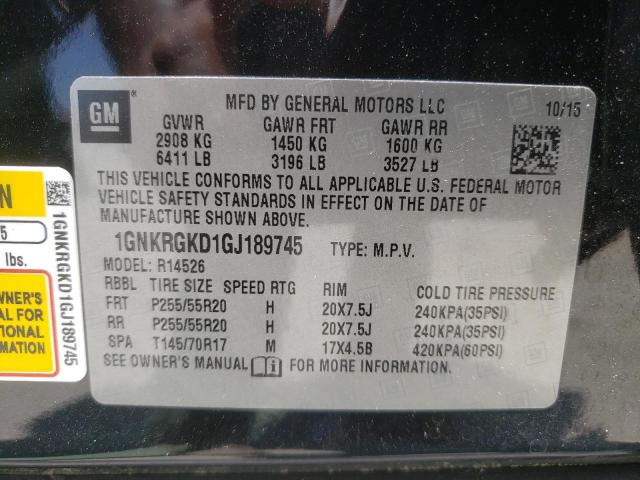 GM
MFD BY GENERAL MOTORS LLC
10/15
GVWR GAWR FRT GAWR RR
2908 KG 1450 KG 1600 KG
6411 LB 3196 LB 3527 LB
THIS VEHICLE CONFORMS TO ALL APPLICABLE U.S. FEDERAL MOTOR
VEHICLE SAFETY STANDARDS IN EFFECT ON THE DATE OF
MANUFACTURE SHOWN ABOVE.
1GNKRGKD1GJ189745 TYPE: M.P.V.
MODEL: R14526
RBBL TIRE SIZE SPEED RTG RIM COLD TIRE PRESSURE
FRT P255/55R20 H 20X7.5J 240KPA(35PSI)
RR P255/55R20 H 20X7.5J 240KPA(35PSI)
SPA T145/70R17 M 17X4.5B 420KPA(60PSI)
SEE OWNER'S MANUAL FOR MORE INFORMATION
N
5
lbs.
WNER'S
AL FOR
TIONAL
RMATION
1GNKRGKD1GJ189745